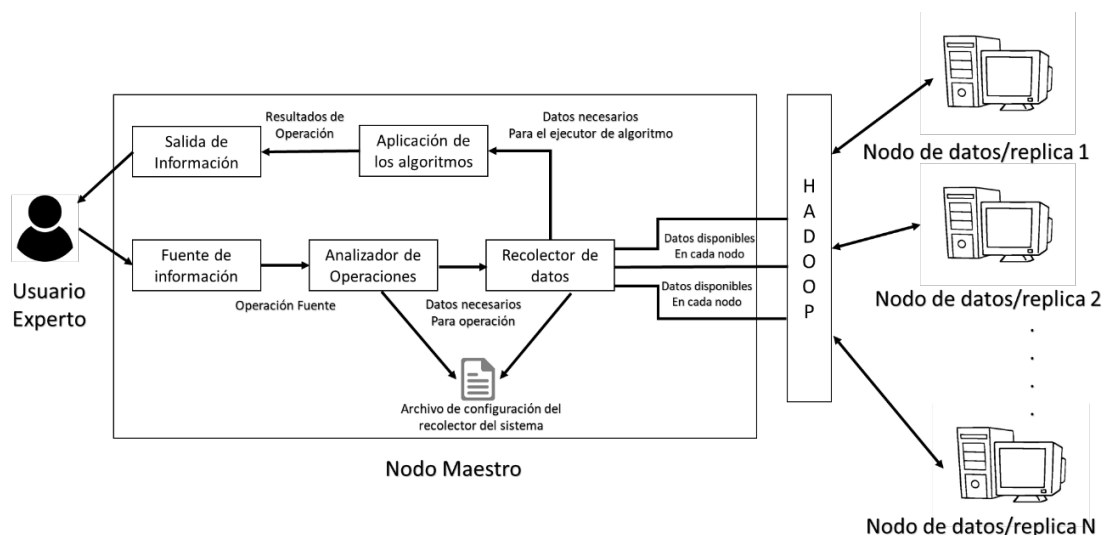 Resultados de
Operación
Datos necesarios
Para el ejecutor de algoritmo
Salida de
Información
Aplicación de
los algoritmos
Usuario
Experto
Fuente de
información
Operación Fuente
Analizador de
Operaciones
Datos necesarios
Para operación
Recolector de
datos
Datos disponibles
En cada nodo
Datos disponibles
En cada nodo
Archivo de configuración del
recolector del sistema
Nodo Maestro
HADOOP
Nodo de datos/replica 1
Nodo de datos/replica 2
Nodo de datos/replica N